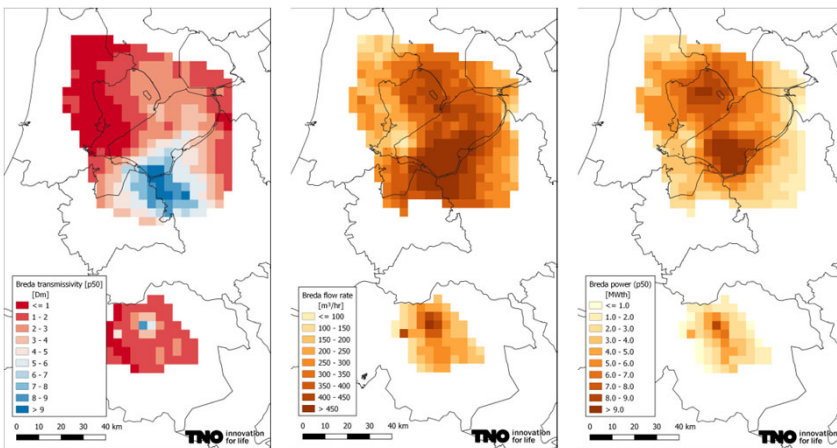 Breda transmissivity [p50]
[Dm]
<= 1
1 - 2
2 - 3
3 - 4
4 - 5
5 - 6
6 - 7
7 - 8
8 - 9
> 9
0 10 20 30 40 km
TNO innovation
for life
Breda flow rate
[m³/hr]
<= 100
100 - 150
150 - 200
200 - 250
250 - 300
300 - 350
350 - 400
400 - 450
> 450
0 10 20 30 40 km
TNO innovation
for life
Breda power (p50)
[MWth]
<= 1.0
1.0 - 2.0
2.0 - 3.0
3.0 - 4.0
4.0 - 5.0
5.0 - 6.0
6.0 - 7.0
7.0 - 8.0
8.0 - 9.0
> 9.0
0 10 20 30 40 km
TNO innovation
for life